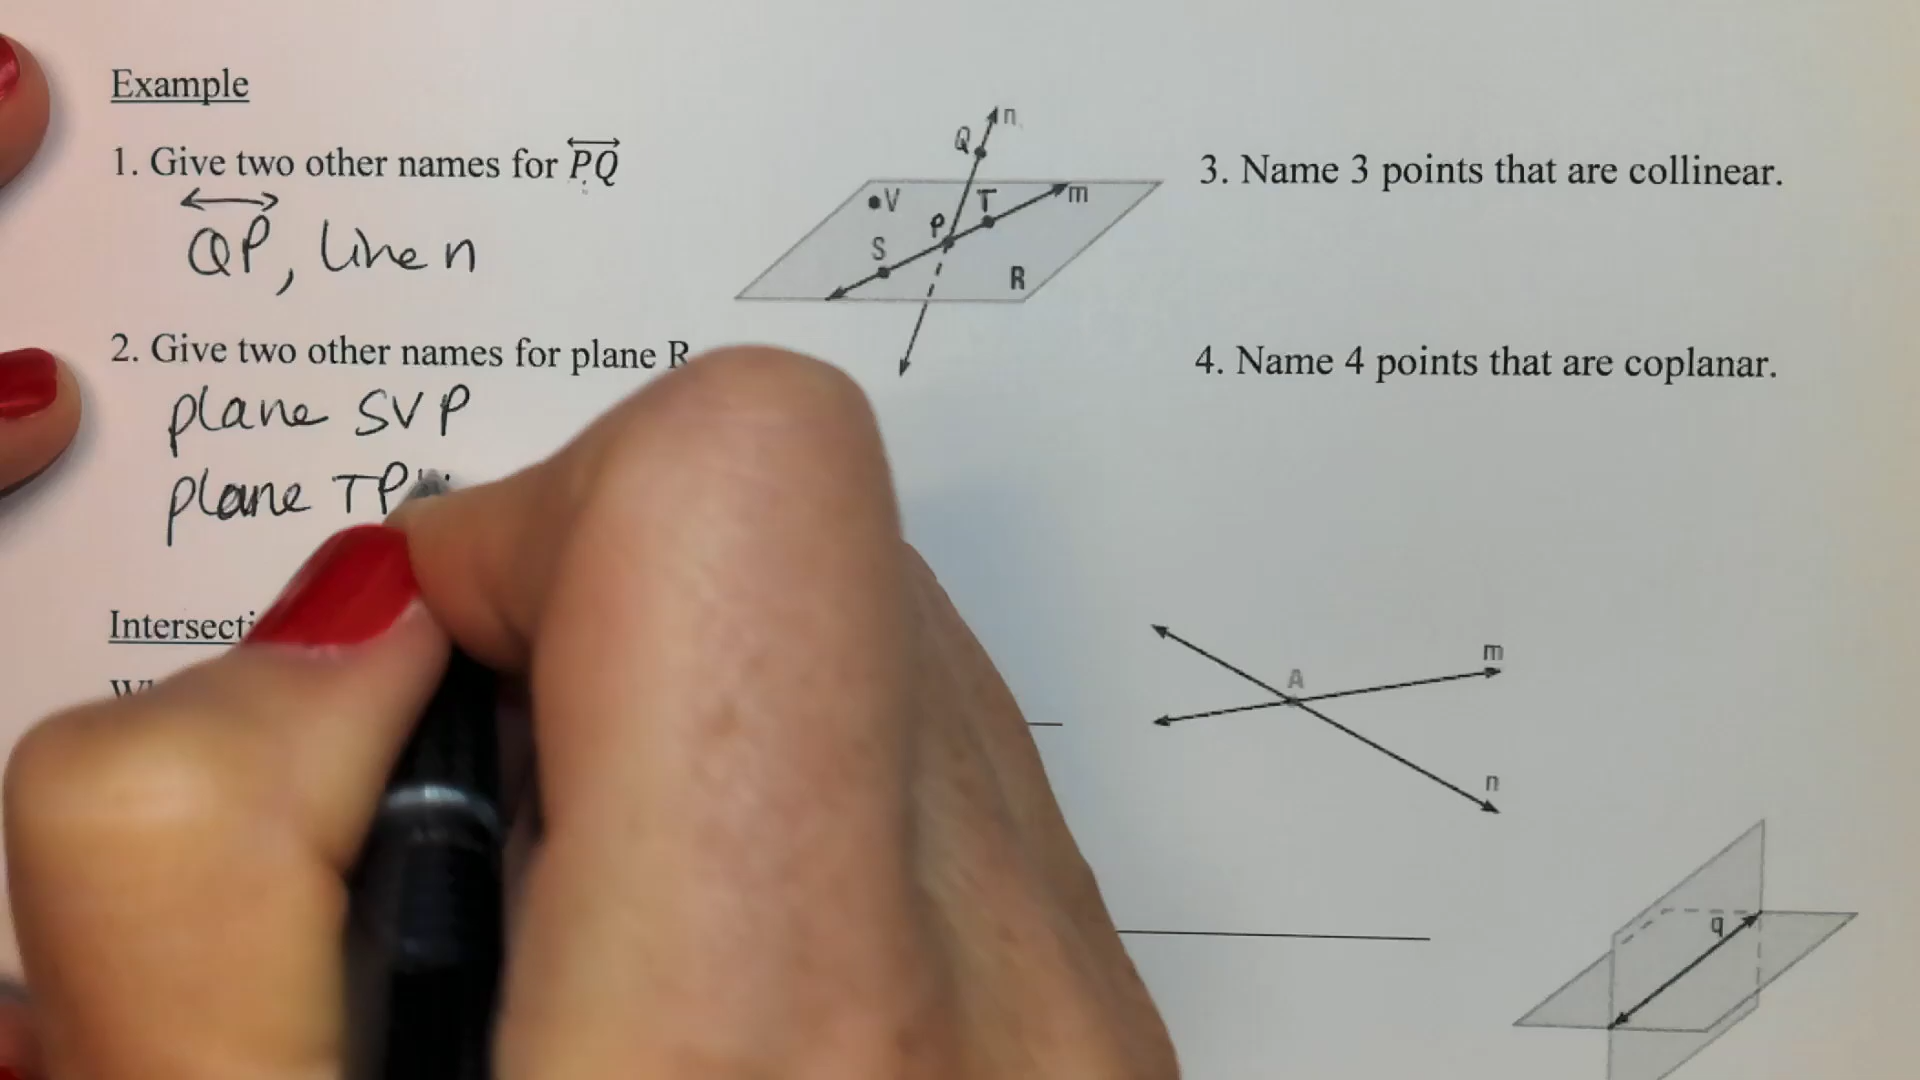 Example
1. Give two other names for PQ
QP, line n
2. Give two other names for plane R
plane SVP
plane TP
n
Q
V
T
m
P
S
R
3. Name 3 points that are collinear.
4. Name 4 points that are coplanar.
Intersecti
A
m
n
q